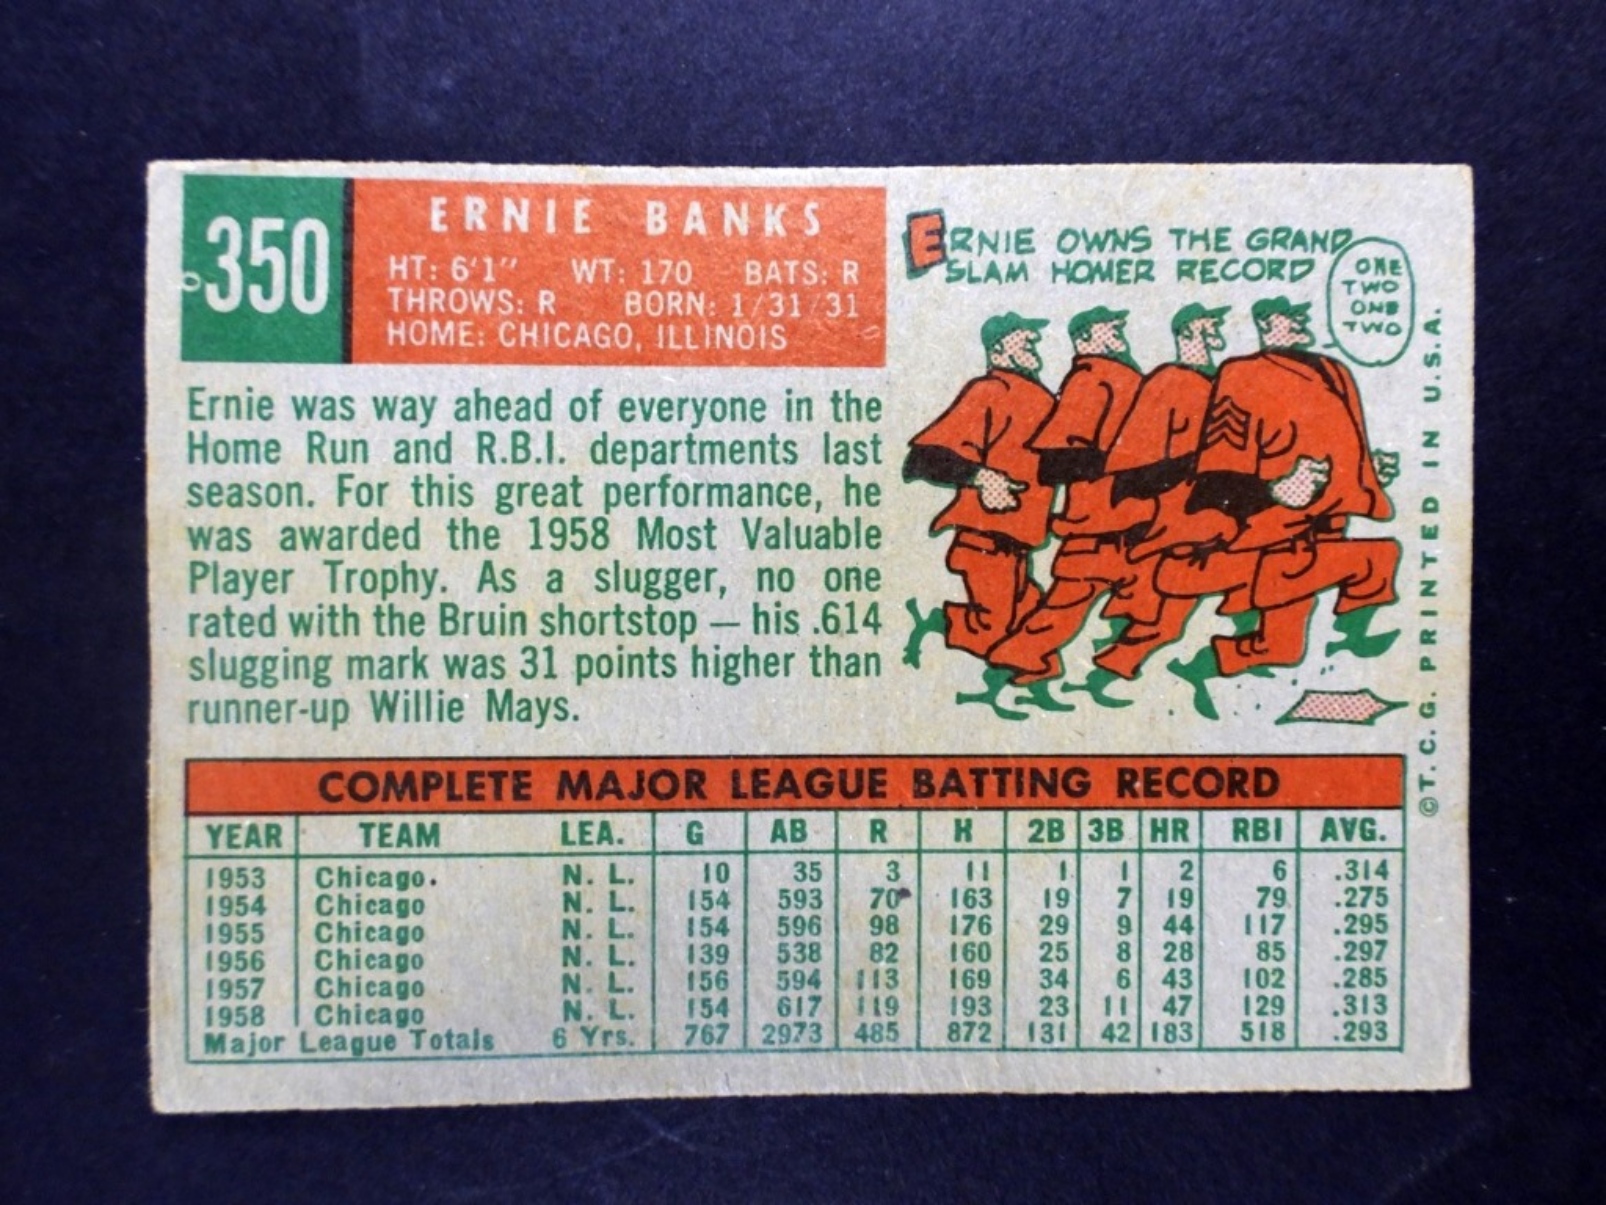 350
ERNIE BANKS
HT: 6'1" WT: 170 BATS: R
THROWS: R BORN: 1/31/31
HOME: CHICAGO, ILLINOIS
Ernie was way ahead of everyone in the
Home Run and R.B.I. departments last
season. For this great performance, he
was awarded the 1958 Most Valuable
Player Trophy. As a slugger, no one
rated with the Bruin shortstop — his .614
slugging mark was 31 points higher than
runner-up Willie Mays.
ERNIE OWNS THE GRAND
SLAM HOMER RECORD
ONE
TWO
ONE
TWO
©T. C. G. PRINTED IN U.S.A.
COMPLETE MAJOR LEAGUE BATTING RECORD
YEAR TEAM LEA. G AB R H 2B 3B HR RBI AVG.
1953 Chicago N. L. 10 35 3 11 1 1 2 6 .314
1954 Chicago N. L. 154 593 70 163 19 7 19 79 .275
1955 Chicago N. L. 154 596 98 176 29 9 44 117 .295
1956 Chicago N. L. 139 538 82 160 25 8 28 85 .297
1957 Chicago N. L. 156 594 113 169 34 6 43 102 .285
1958 Chicago N. L. 154 617 119 193 23 11 47 129 .313
Major League Totals 6 Yrs. 767 2973 485 872 131 42 183 518 .293